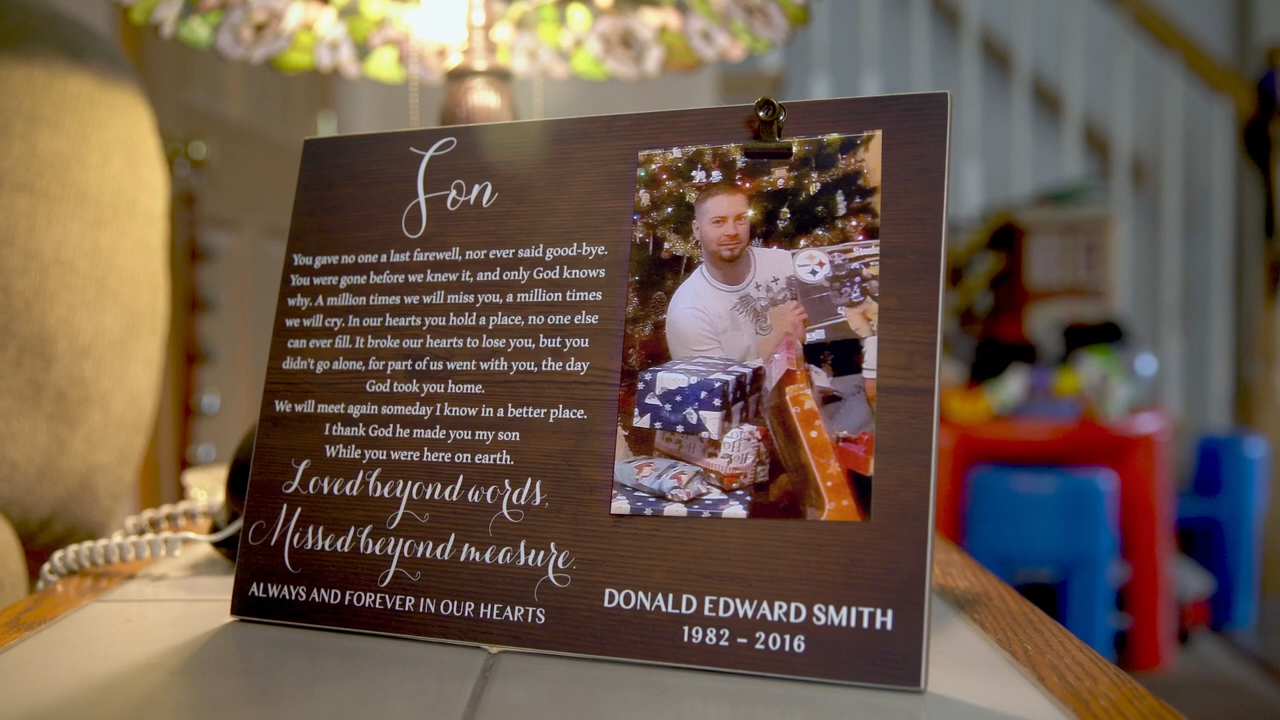 Son
You gave no one a last farewell, nor ever said good-bye.
You were gone before we knew it, and only God knows
why. A million times we will miss you, a million times
we will cry. In our hearts you hold a place, no one else
can ever fill. It broke our hearts to lose you, but you
didn't go alone, for part of us went with you, the day
God took you home.
We will meet again someday I know in a better place.
I thank God he made you my son
While you were here on earth.
Loved beyond words,
Missed beyond measure.
ALWAYS AND FOREVER IN OUR HEARTS
DONALD EDWARD SMITH
1982 – 2016